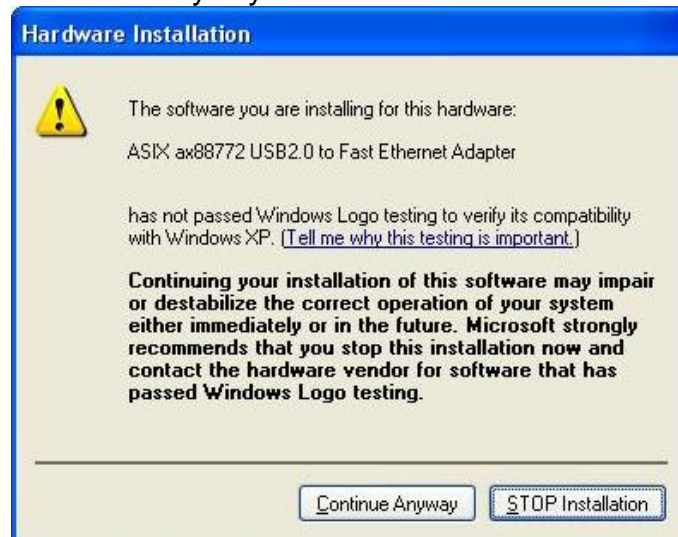 Hardware Installation
The software you are installing for this hardware:
ASIX ax88772 USB2.0 to Fast Ethernet Adapter
has not passed Windows Logo testing to verify its compatibility
with Windows XP. (Tell me why this testing is important.)
Continuing your installation of this software may impair
or destabilize the correct operation of your system
either immediately or in the future. Microsoft strongly
recommends that you stop this installation now and
contact the hardware vendor for software that has
passed Windows Logo testing.
Continue Anyway STOP Installation